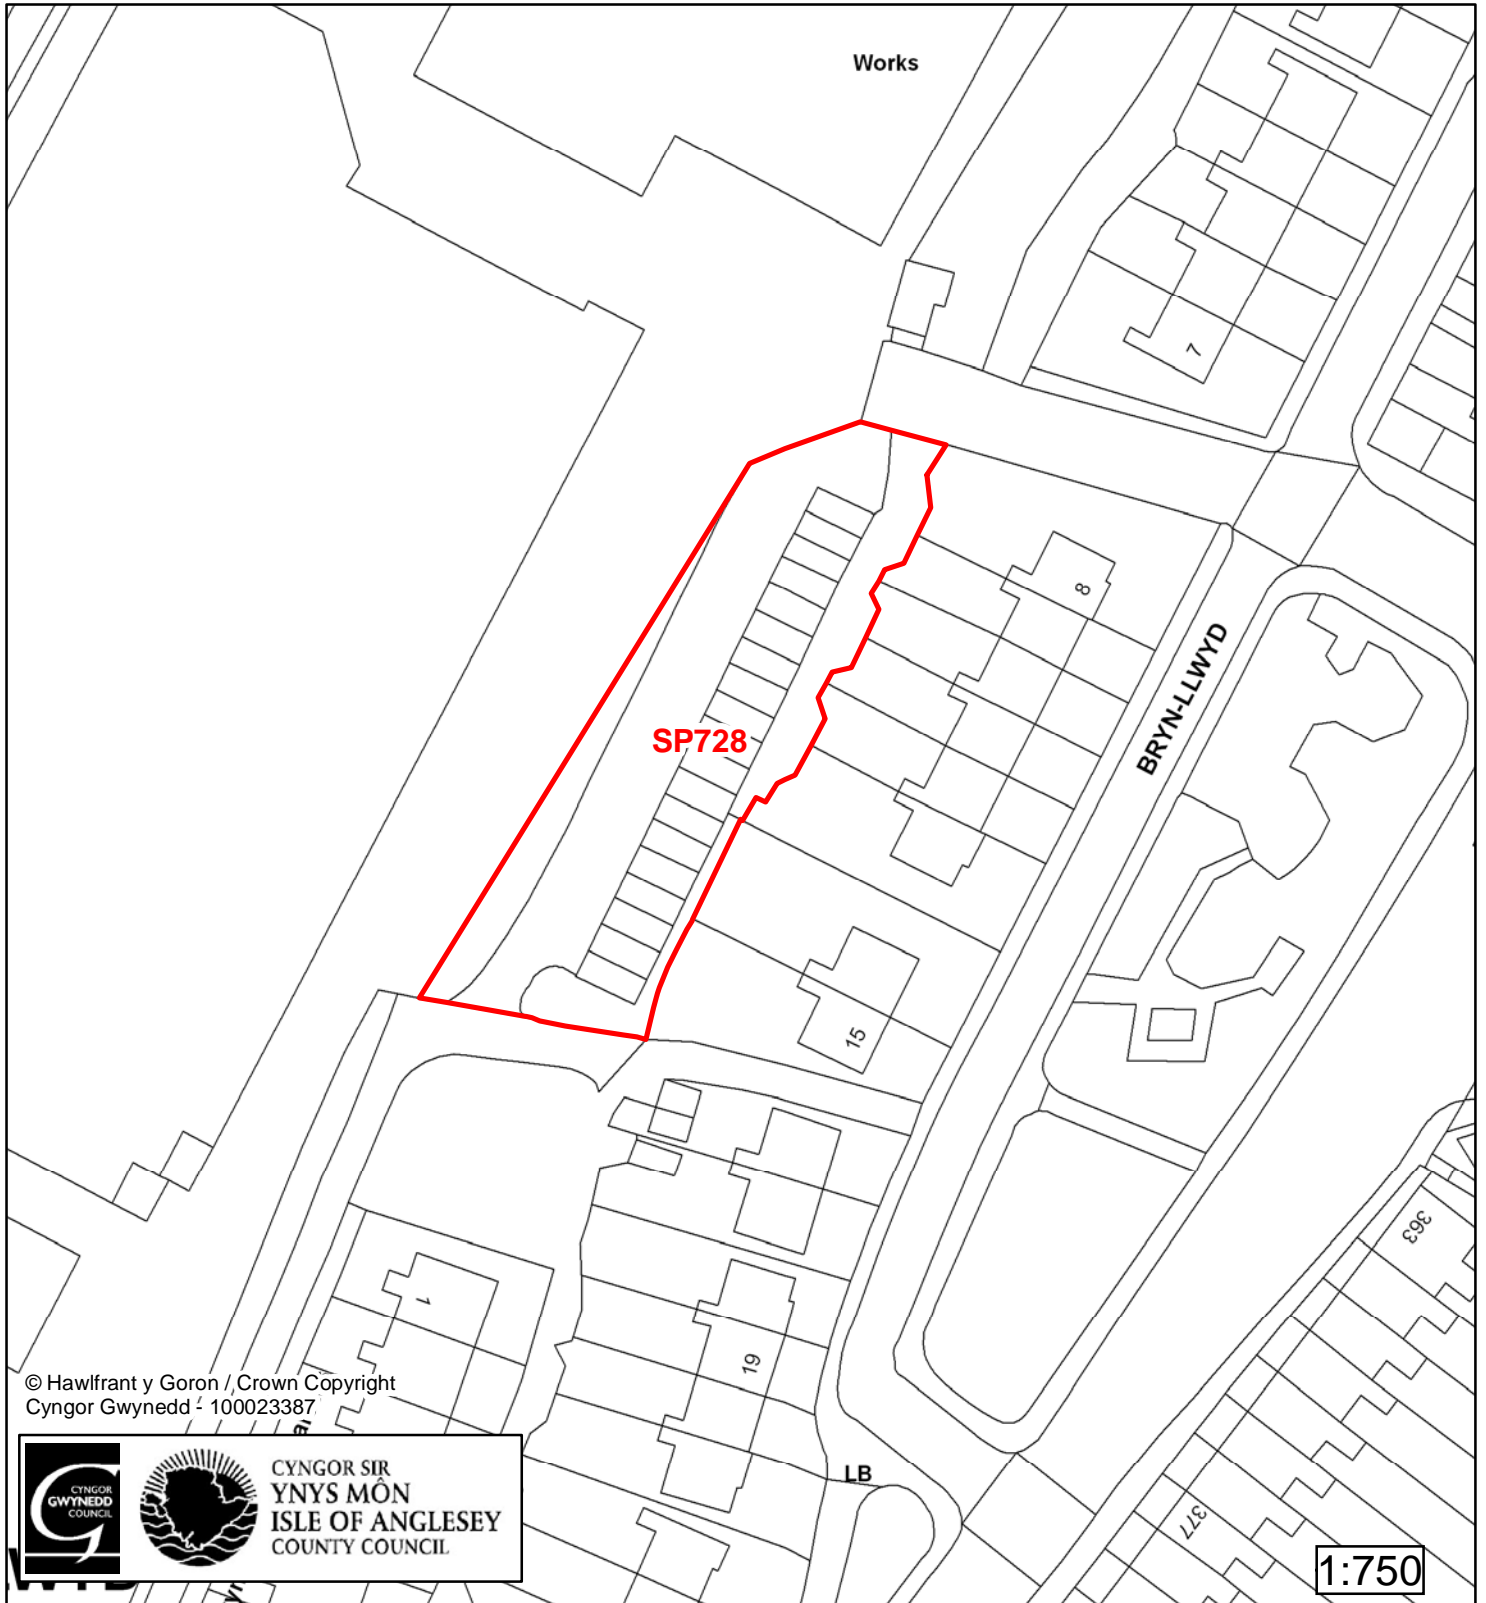 Works
7
8
BRYN-LLWYD
SP728
15
363
1
19
© Hawlfrant y Goron / Crown Copyright
Cyngor Gwynedd - 100023387
LB
377
CYNGOR
GWYNEDD
COUNCIL
CYNGOR SIR
YNYS MÔN
ISLE OF ANGLESEY
COUNTY COUNCIL
1:750